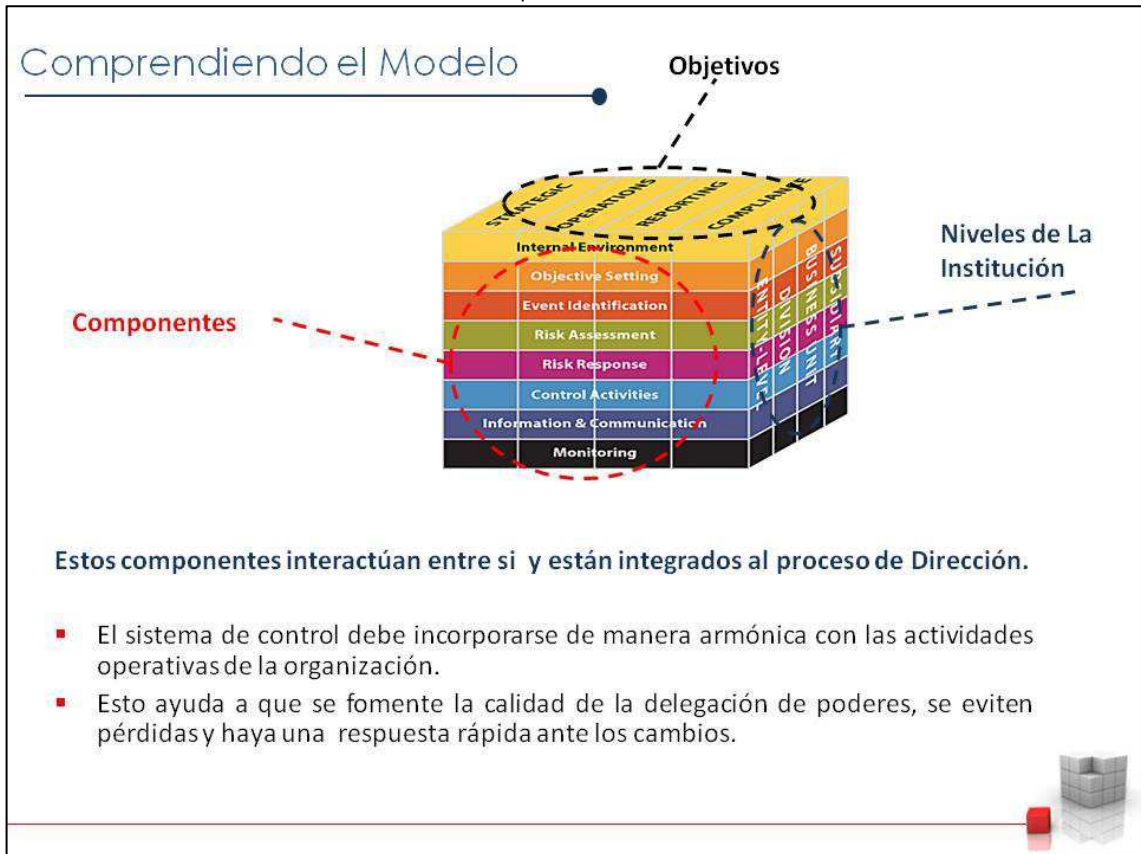 Comprendiendo el Modelo
Objetivos
STRATEGIC
OPERATIONS
REPORTING
COMPLIANCE
Niveles de La
Institución
Componentes
Internal Environment
Objective Setting
Event Identification
Risk Assessment
Risk Response
Control Activities
Information & Communication
Monitoring
ENTITY-LEVEL
DIVISION
BUSINESS UNIT
SUBSIDIARY
Estos componentes interactúan entre si y están integrados al proceso de Dirección.
El sistema de control debe incorporarse de manera armónica con las actividades
operativas de la organización.
Esto ayuda a que se fomente la calidad de la delegación de poderes, se eviten
pérdidas y haya una respuesta rápida ante los cambios.